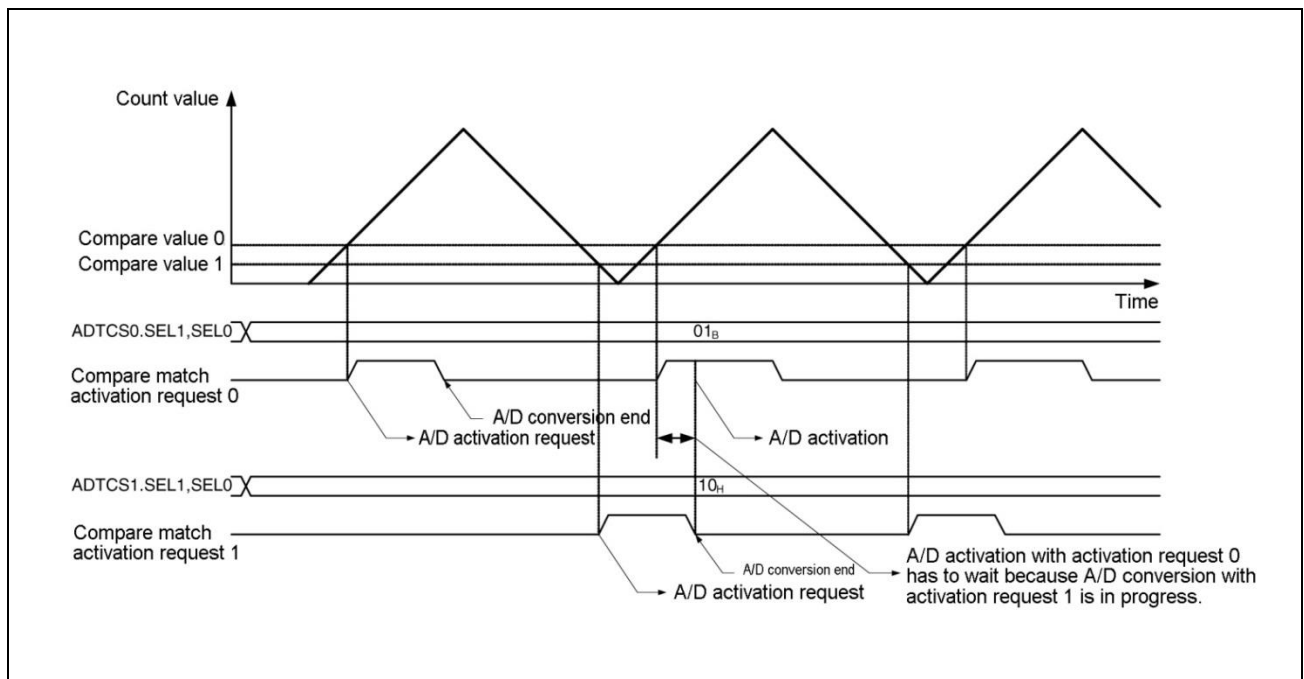 Count value
Compare value 0
Compare value 1
Time
ADTCS0.SEL1,SEL0
01B
Compare match
activation request 0
A/D conversion end
A/D activation request
A/D activation
ADTCS1.SEL1,SEL0
10H
Compare match
activation request 1
A/D conversion end
A/D activation request
A/D activation with activation request 0
has to wait because A/D conversion with
activation request 1 is in progress.